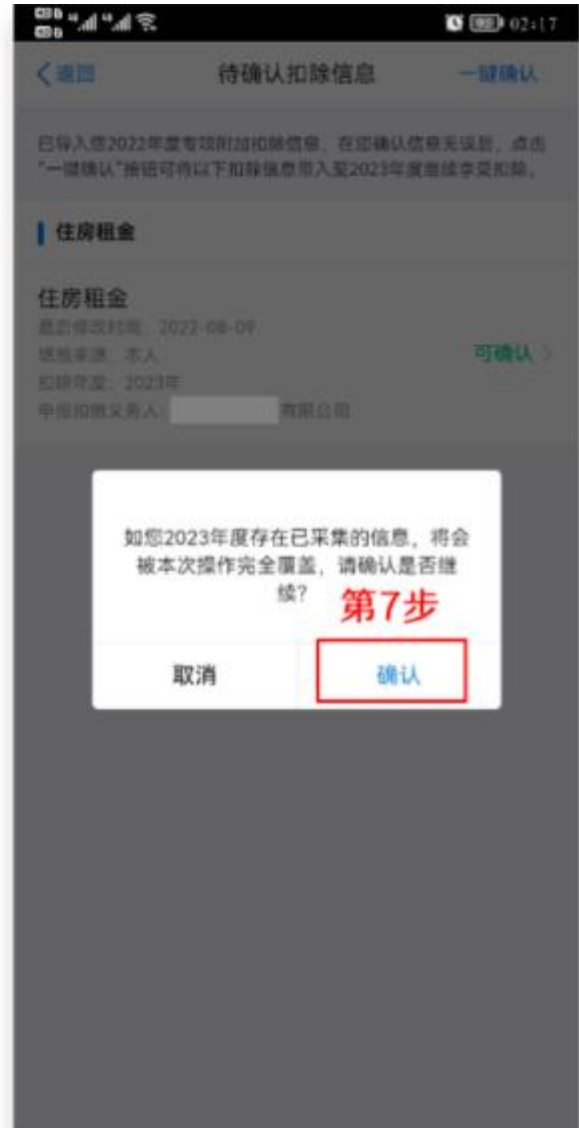 02:17
返回 待确认扣除信息 一键确认
已导入您2022年度专项附加扣除信息，在您确认信息无误后，点击
“一键确认”按钮可将以下扣除信息带入至2023年度继续享受扣除。
住房租金
住房租金
最后修改时间：2022-08-09
填报来源：本人
可确认
扣除年度：2023年
申报扣缴义务人： 有限公司
如您2023年度存在已采集的信息，将会
被本次操作完全覆盖，请确认是否继
续？
第7步
取消 确认